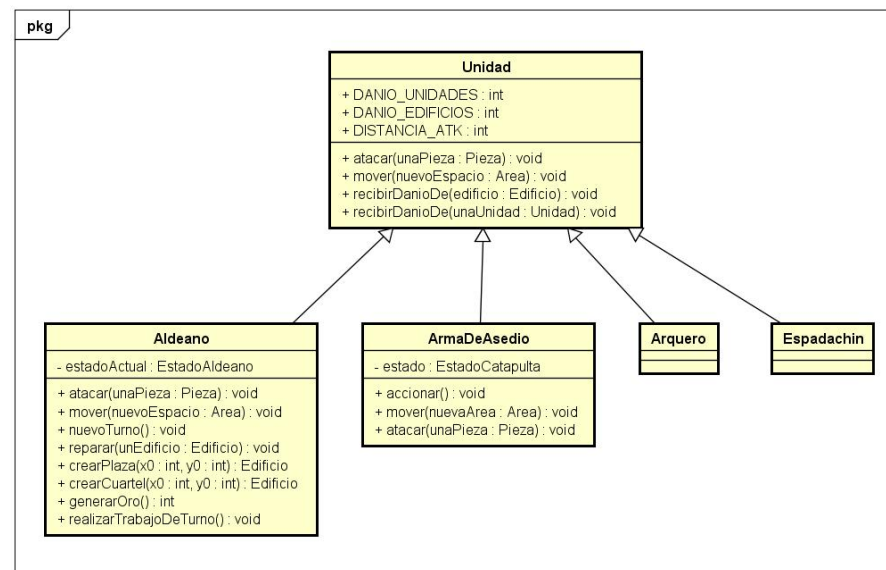 pkg
Unidad
+ DANIO_UNIDADES : int
+ DANIO_EDIFICIOS : int
+ DISTANCIA_ATK : int
+ atacar(unaPieza : Pieza) : void
+ mover(nuevoEspacio : Area) : void
+ recibirDanioDe(edificio : Edificio) : void
+ recibirDanioDe(unaUnidad : Unidad) : void
Aldeano
- estadoActual : EstadoAldeano
+ atacar(unaPieza : Pieza) : void
+ mover(nuevoEspacio : Area) : void
+ nuevoTurno() : void
+ reparar(unEdificio : Edificio) : void
+ crearPlaza(x0 : int, y0 : int) : Edificio
+ crearCuartel(x0 : int, y0 : int) : Edificio
+ generarOro() : int
+ realizarTrabajoDeTurno() : void
ArmaDeAsedio
- estado : EstadoCatapulta
+ accionar() : void
+ mover(nuevaArea : Area) : void
+ atacar(unaPieza : Pieza) : void
Arquero
Espadachin